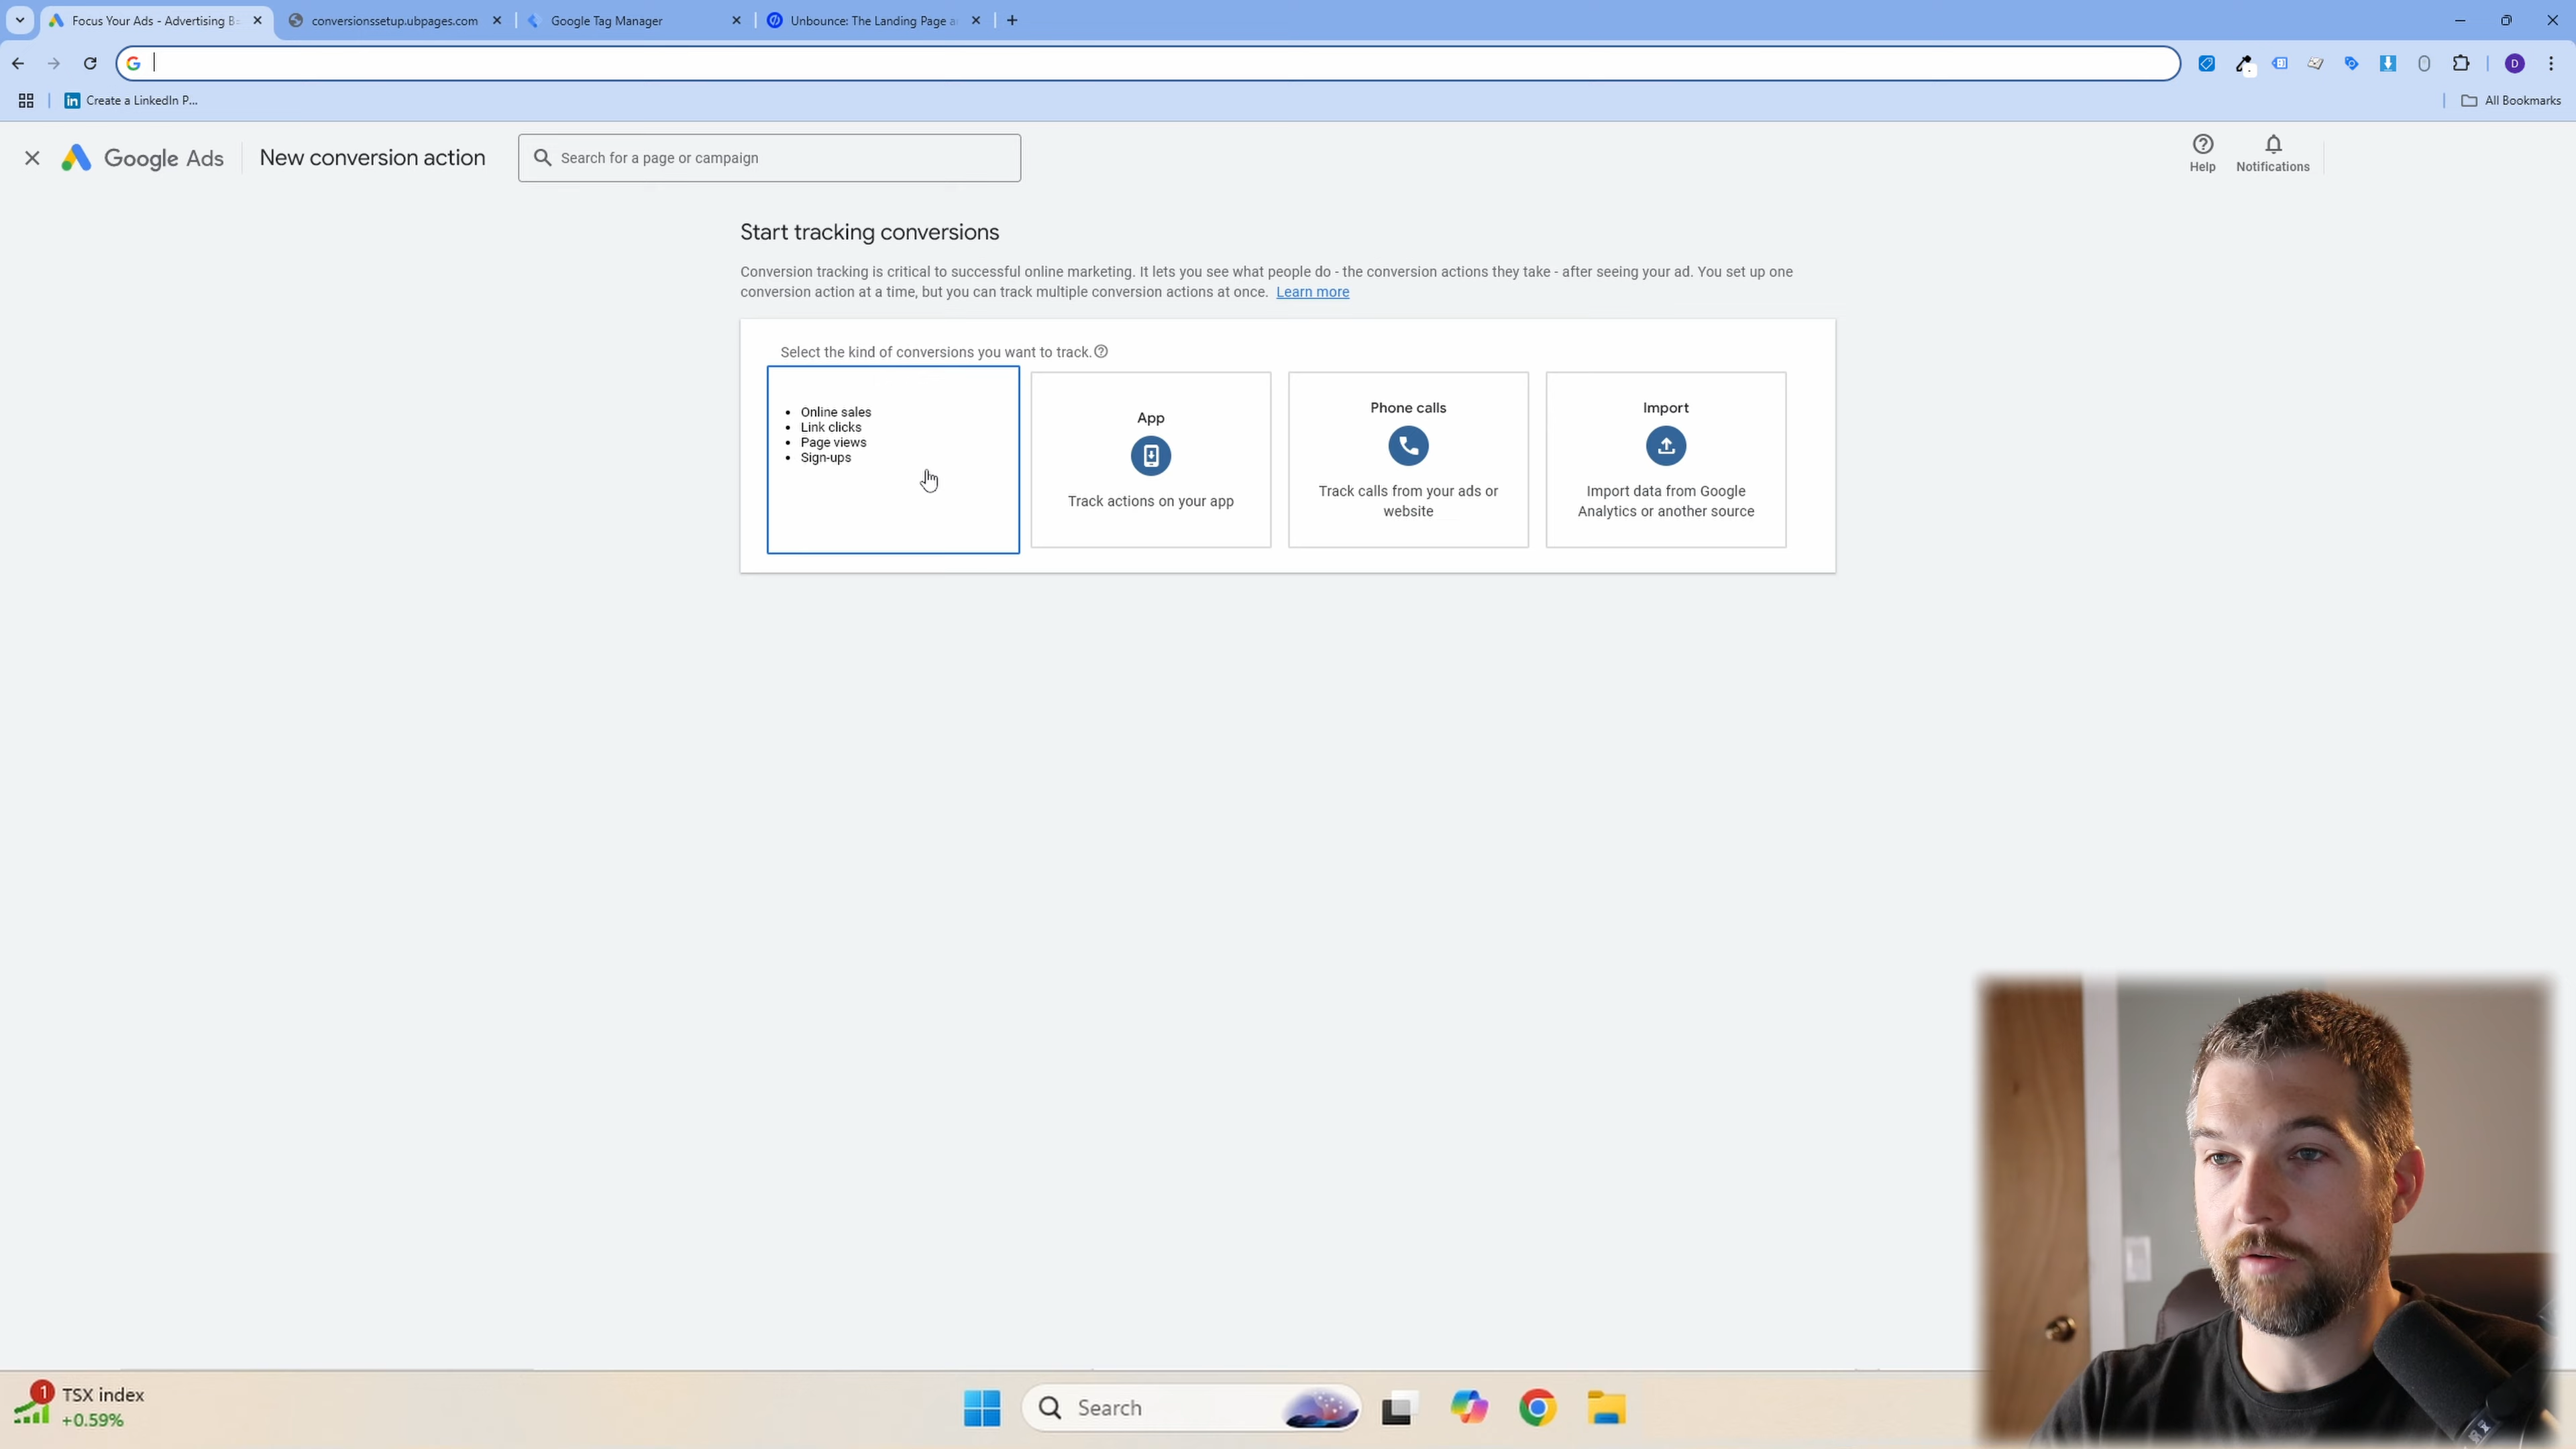 Focus Your Ads - Advertising B
conversionssetup.ubpages.com
Google Tag Manager
Unbounce: The Landing Page a
Create a LinkedIn P...
All Bookmarks
D
Google Ads
New conversion action
Search for a page or campaign
Help
Notifications
Start tracking conversions
Conversion tracking is critical to successful online marketing. It lets you see what people do - the conversion actions they take - after seeing your ad. You set up one
conversion action at a time, but you can track multiple conversion actions at once. Learn more
Select the kind of conversions you want to track.
• Online sales
• Link clicks
• Page views
• Sign-ups
App
Track actions on your app
Phone calls
Track calls from your ads or
website
Import
Import data from Google
Analytics or another source
1
TSX index
+0.59%
Search